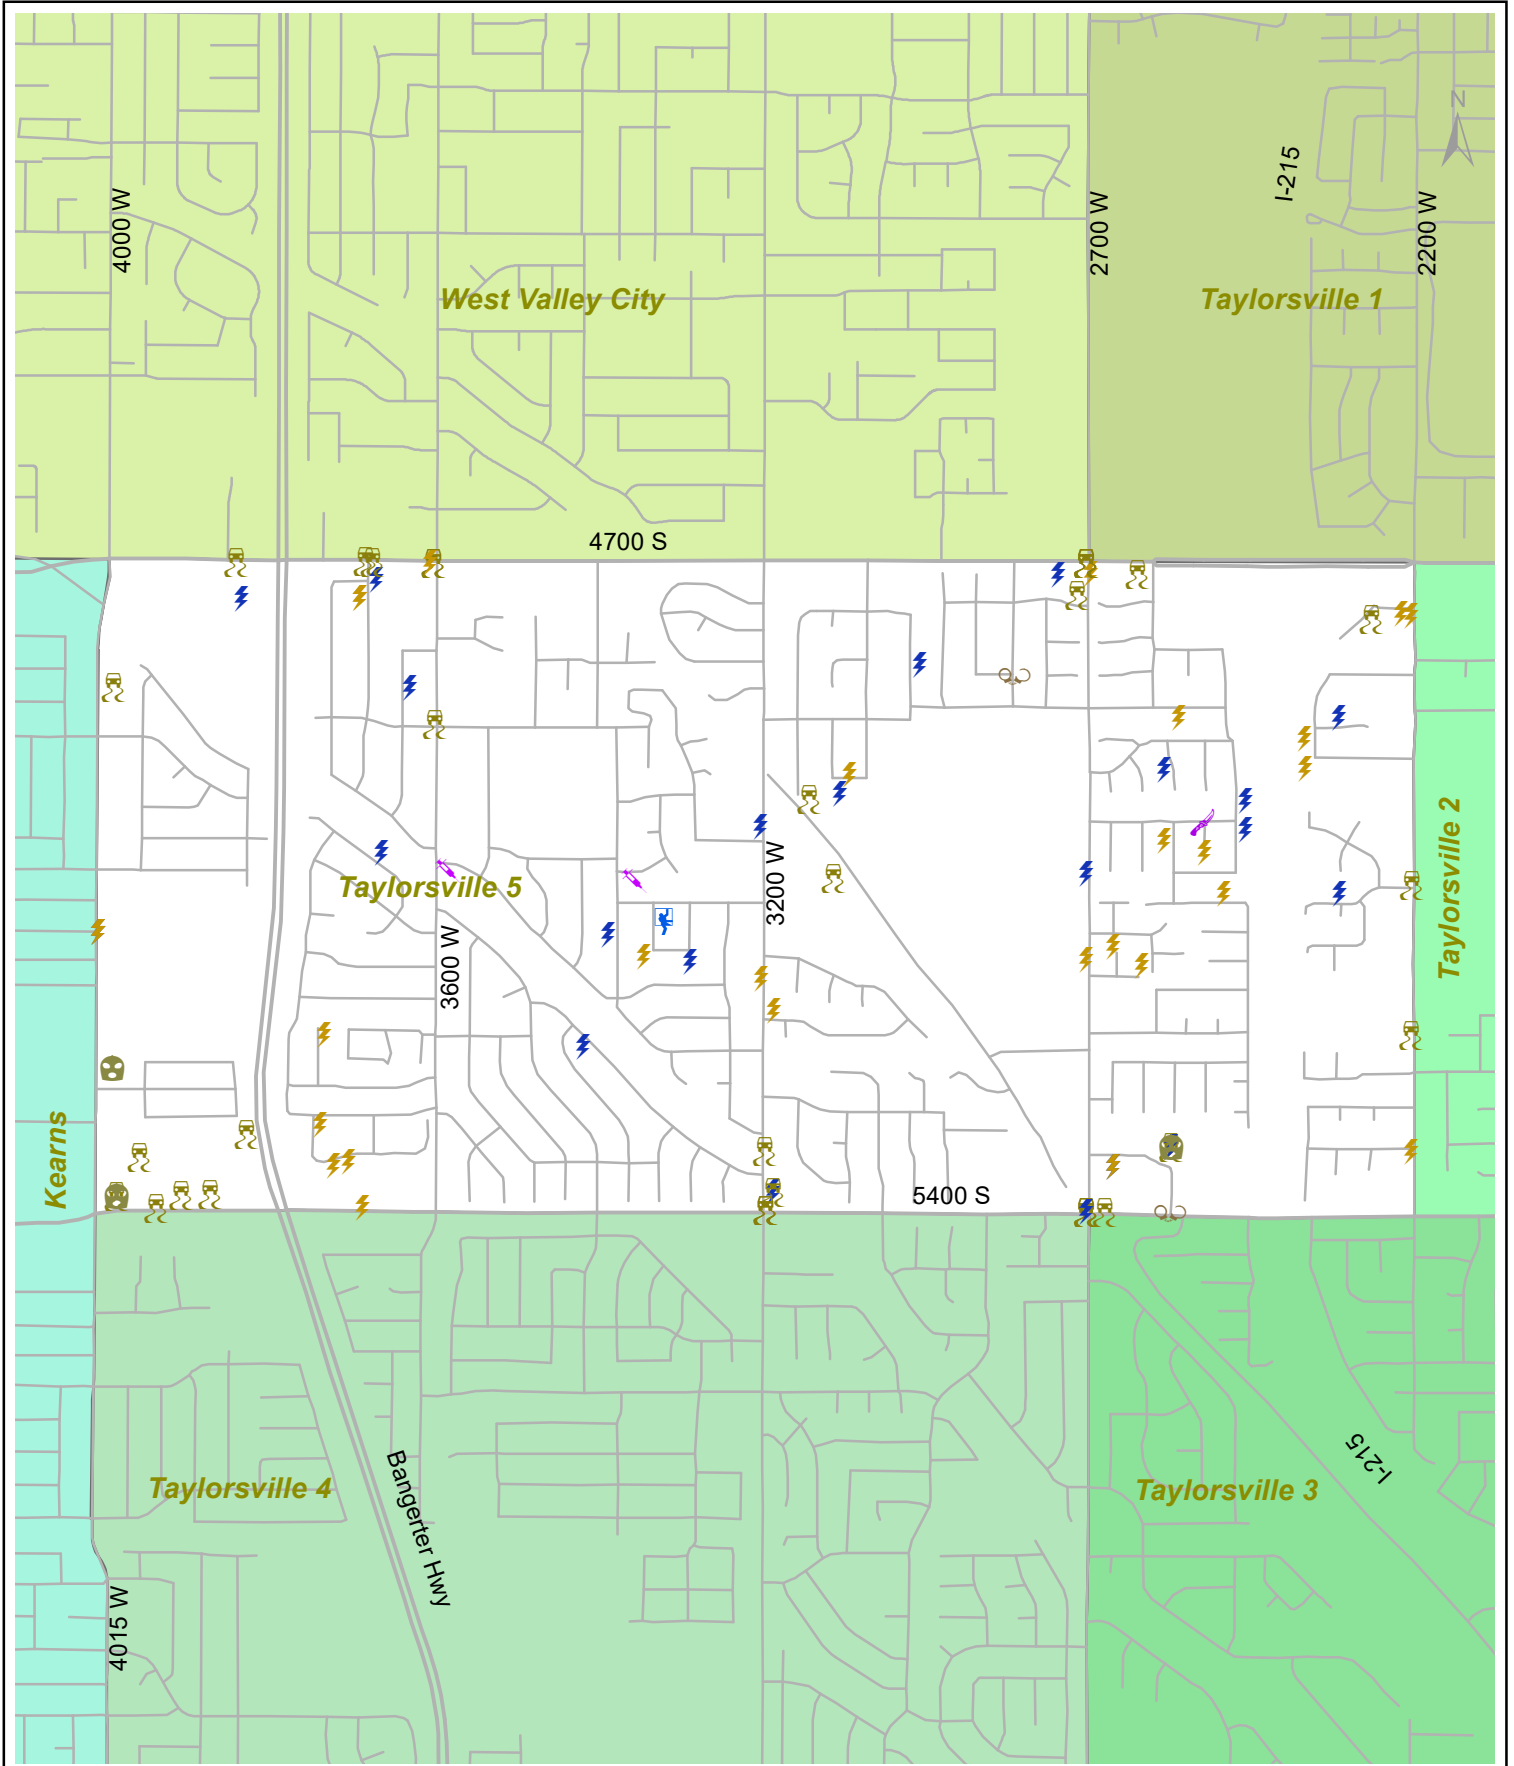 N
I-215
4000 W
2700 W
2200 W
West Valley City
Taylorsville 1
4700 S
Taylorsville 2
3200 W
Taylorsville 5
3600 W
Kearns
5400 S
Taylorsville 4
Bangerter Hwy
I-215
Taylorsville 3
4015 W